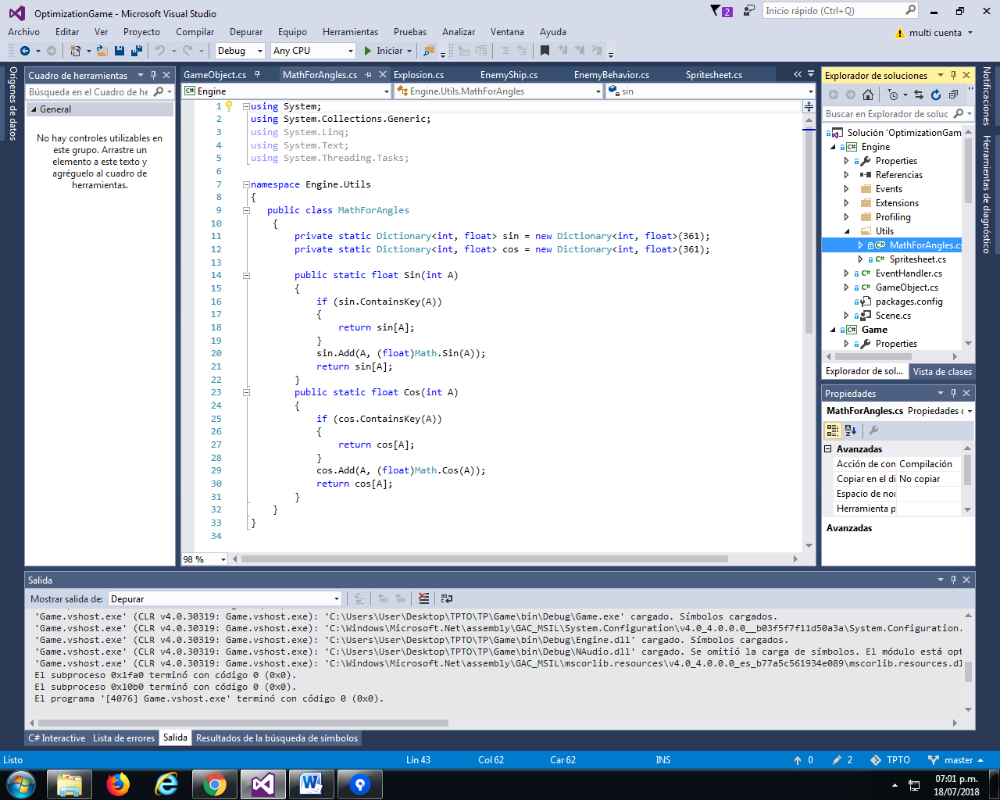 OptimizationGame - Microsoft Visual Studio
2
Inicio rápido (Ctrl+Q)
Archivo Editar Ver Proyecto Compilar Depurar Equipo Herramientas Pruebas Analizar Ventana Ayuda
multi cuenta
Debug Any CPU Iniciar
Orígenes de datos
Cuadro de herramientas
Búsqueda en el Cuadro de he
General
No hay controles utilizables en
este grupo. Arrastre un
elemento a este texto y
agréguelo al cuadro de
herramientas.
GameObject.cs MathForAngles.cs Explosion.cs EnemyShip.cs EnemyBehavior.cs Spritesheet.cs
Engine Engine.Utils.MathForAngles sin
1 using System;
2 using System.Collections.Generic;
3 using System.Linq;
4 using System.Text;
5 using System.Threading.Tasks;
6
7 namespace Engine.Utils
8 {
9 public class MathForAngles
10 {
11 private static Dictionary<int, float> sin = new Dictionary<int, float>(361);
12 private static Dictionary<int, float> cos = new Dictionary<int, float>(361);
13
14 public static float Sin(int A)
15 {
16 if (sin.ContainsKey(A))
17 {
18 return sin[A];
19 }
20 sin.Add(A, (float)Math.Sin(A));
21 return sin[A];
22 }
23 public static float Cos(int A)
24 {
25 if (cos.ContainsKey(A))
26 {
27 return cos[A];
28 }
29 cos.Add(A, (float)Math.Cos(A));
30 return cos[A];
31 }
32 }
33 }
34
98 %
Explorador de soluciones
Buscar en Explorador de soluc
Solución 'OptimizationGam
Engine
Properties
Referencias
Events
Extensions
Profiling
Utils
MathForAngles.cs
Spritesheet.cs
EventHandler.cs
GameObject.cs
packages.config
Scene.cs
Game
Properties
Explorador de sol... Vista de clases
Propiedades
MathForAngles.cs Propiedades
Avanzadas
Acción de con Compilación
Copiar en el di No copiar
Espacio de nor
Herramienta p
Avanzadas
Notificaciones
Herramientas de diagnóstico
Salida
Mostrar salida de: Depurar
'Game.vshost.exe' (CLR v4.0.30319: Game.vshost.exe): 'C:\Users\User\Desktop\TPTO\TP\Game\bin\Debug\Game.exe' cargado. Símbolos cargados.
'Game.vshost.exe' (CLR v4.0.30319: Game.vshost.exe): 'C:\Windows\Microsoft.Net\assembly\GAC_MSIL\System.Configuration\v4.0_4.0.0.0__b03f5f7f11d50a3a\System.Configuration.
'Game.vshost.exe' (CLR v4.0.30319: Game.vshost.exe): 'C:\Users\User\Desktop\TPTO\TP\Game\bin\Debug\Engine.dll' cargado. Símbolos cargados.
'Game.vshost.exe' (CLR v4.0.30319: Game.vshost.exe): 'C:\Users\User\Desktop\TPTO\TP\Game\bin\Debug\NAudio.dll' cargado. Se omitió la carga de símbolos. El módulo está opt
'Game.vshost.exe' (CLR v4.0.30319: Game.vshost.exe): 'C:\Windows\Microsoft.Net\assembly\GAC_MSIL\mscorlib.resources\v4.0_4.0.0.0_es_b77a5c561934e089\mscorlib.resources.dl
El subproceso 0x1fa0 terminó con código 0 (0x0).
El subproceso 0x10b0 terminó con código 0 (0x0).
El programa '[4076] Game.vshost.exe' terminó con código 0 (0x0).
C# Interactive Lista de errores Salida Resultados de la búsqueda de símbolos
Listo Lín 43 Col 62 Car 62 INS 0 2 TPTO master
07:01 p.m.
18/07/2018